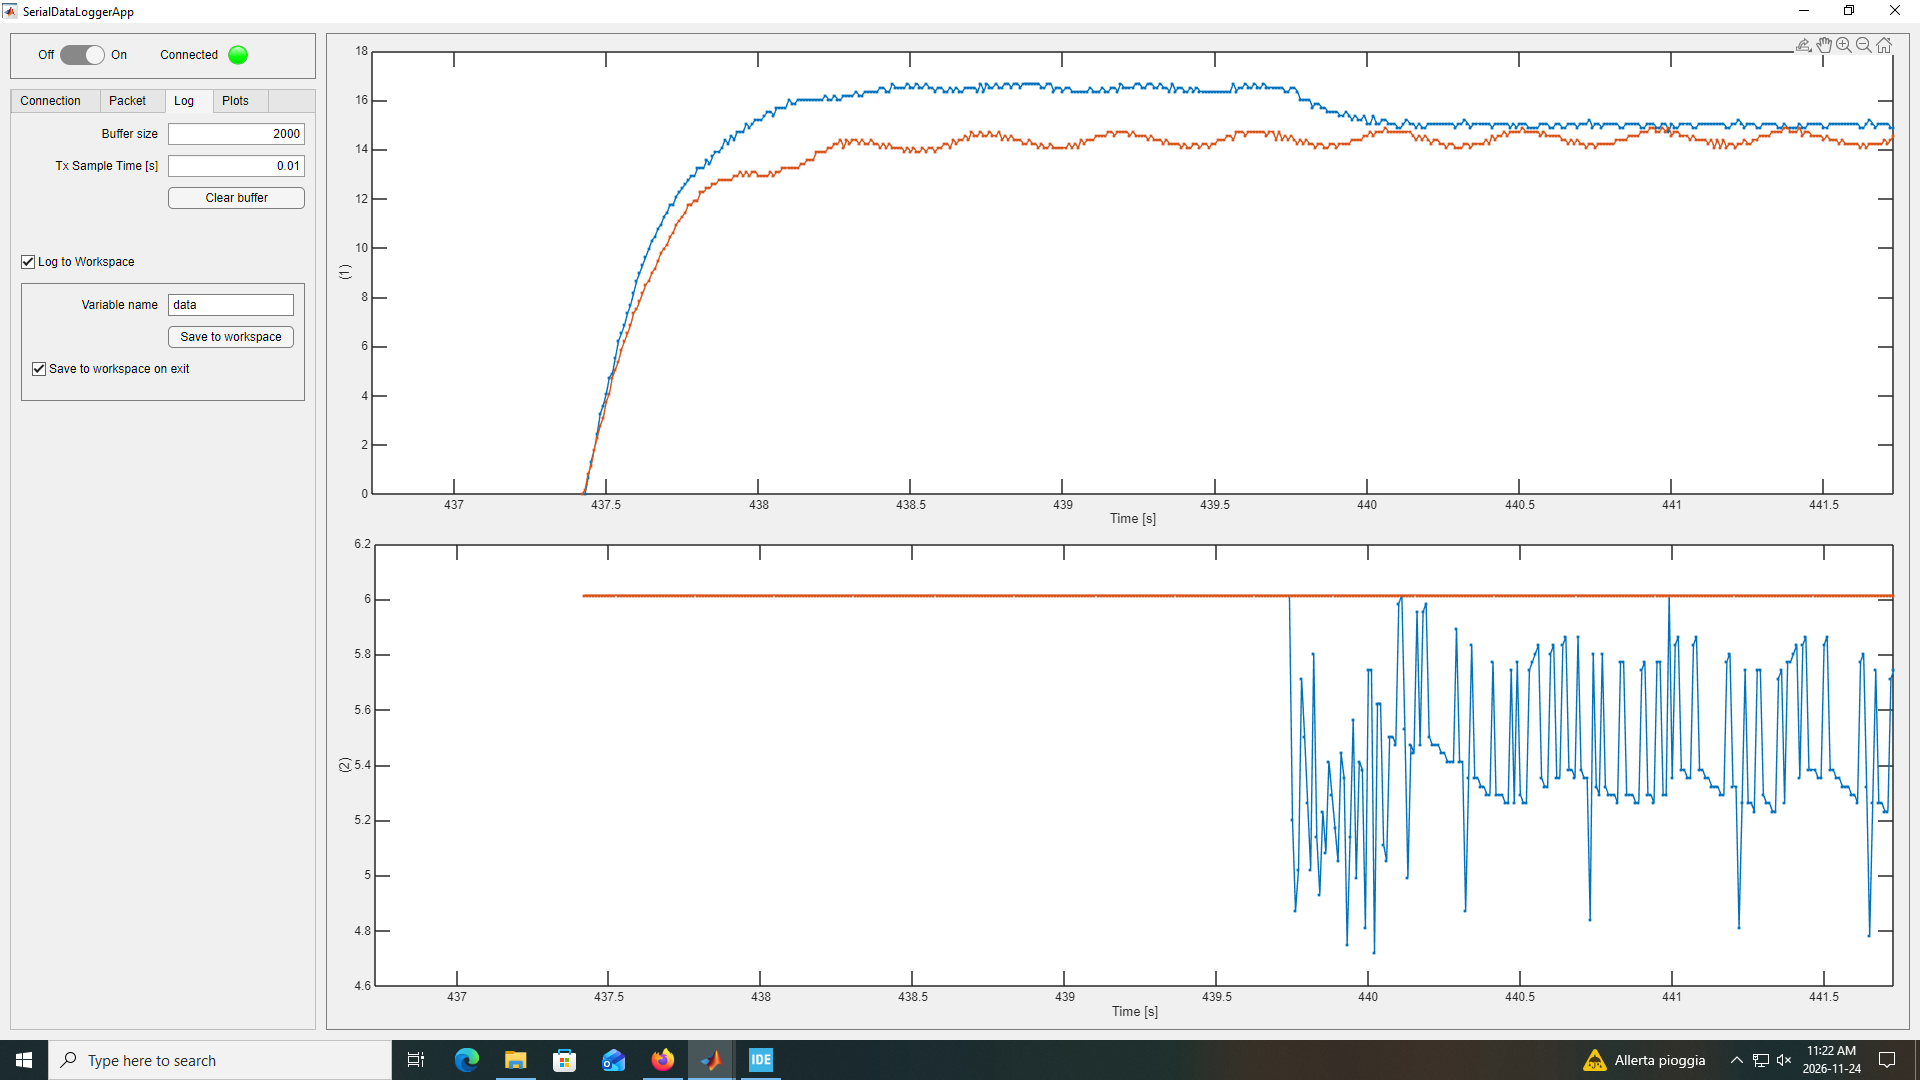 SerialDataLoggerApp
Off On Connected
Connection Packet Log Plots
Buffer size 2000
Tx Sample Time [s] 0.01
Clear buffer
Log to Workspace
Variable name data
Save to workspace
Save to workspace on exit
18
16
14
12
10
8
6
4
2
0
(1)
437 437.5 438 438.5 439 439.5 440 440.5 441 441.5
Time [s]
6.2
6
5.8
5.6
5.4
5.2
5
4.8
4.6
(2)
437 437.5 438 438.5 439 439.5 440 440.5 441 441.5
Time [s]
Type here to search
IDE
Allerta pioggia
11:22 AM
2026-11-24